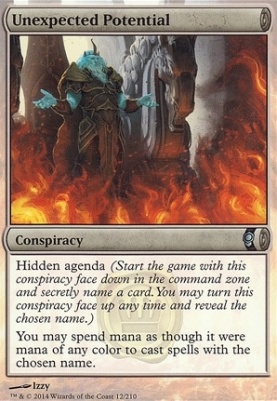 Unexpected Potential
Conspiracy
Hidden agenda (Start the game with this
conspiracy face down in the command zone
and secretly name a card. You may turn this
conspiracy face up any time and reveal the
chosen name.)
You may spend mana as though it were
mana of any color to cast spells with the
chosen name.
Izzy
™ & © 2014 Wizards of the Coast 12/210